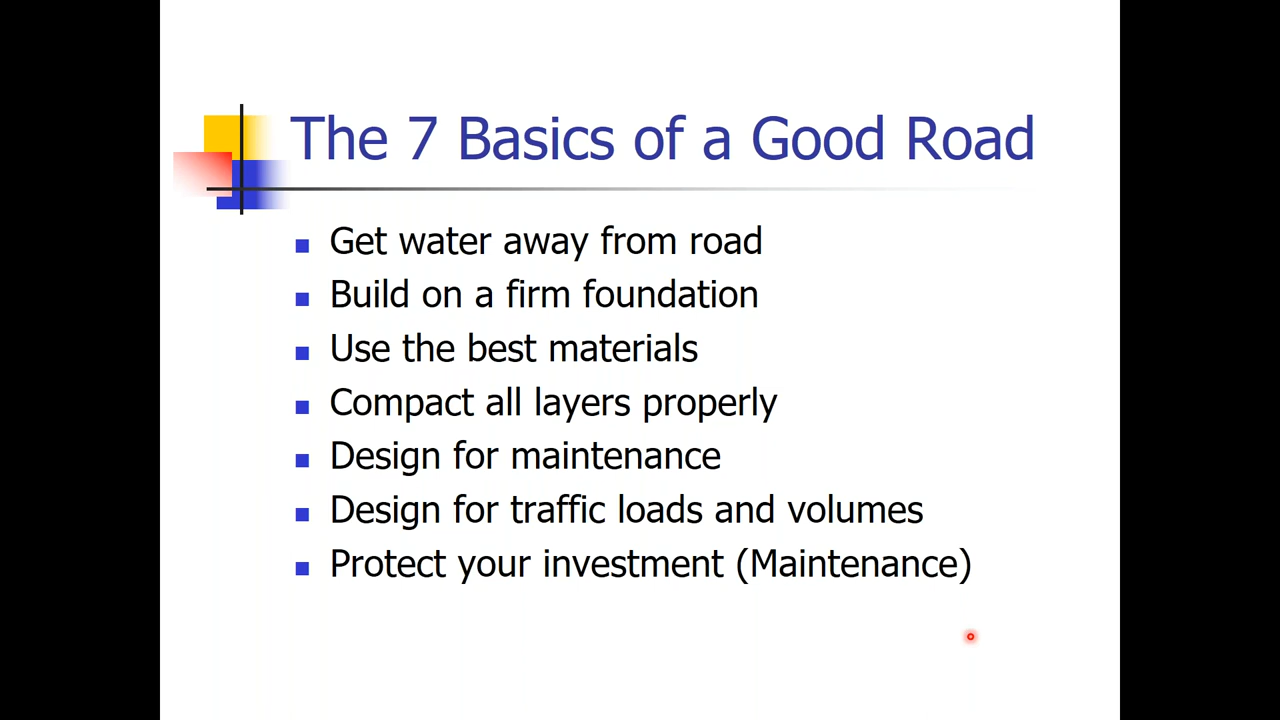 The 7 Basics of a Good Road
Get water away from road
Build on a firm foundation
Use the best materials
Compact all layers properly
Design for maintenance
Design for traffic loads and volumes
Protect your investment (Maintenance)